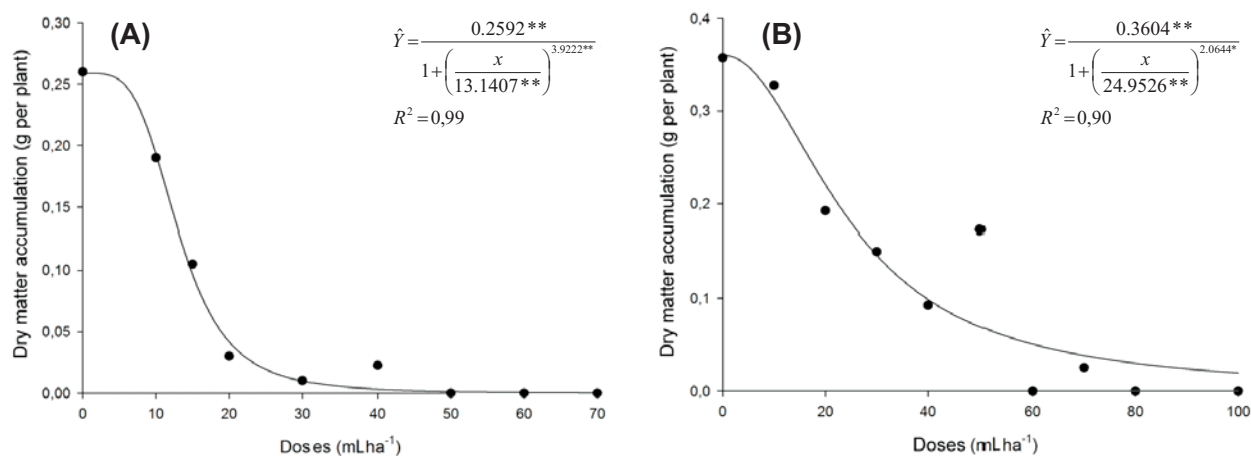 (A)
Ŷ = 0.2592** / 1 + (x / 13.1407**)^3.9222**
R² = 0,99
Dry matter accumulation (g per plant)
0,30
0,25
0,20
0,15
0,10
0,05
0,00
0 10 20 30 40 50 60 70
Doses (mLha⁻¹)
(B)
Ŷ = 0.3604** / 1 + (x / 24.9526**)^2.0644*
R² = 0,90
Dry matter accumulation (g per plant)
0,4
0,3
0,2
0,1
0,0
0 20 40 60 80 100
Doses (mLha⁻¹)